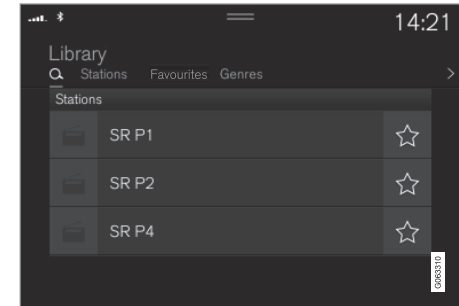 14:21
Library
Stations Favourites Genres
Stations
SR P1
SR P2
SR P4
G063310